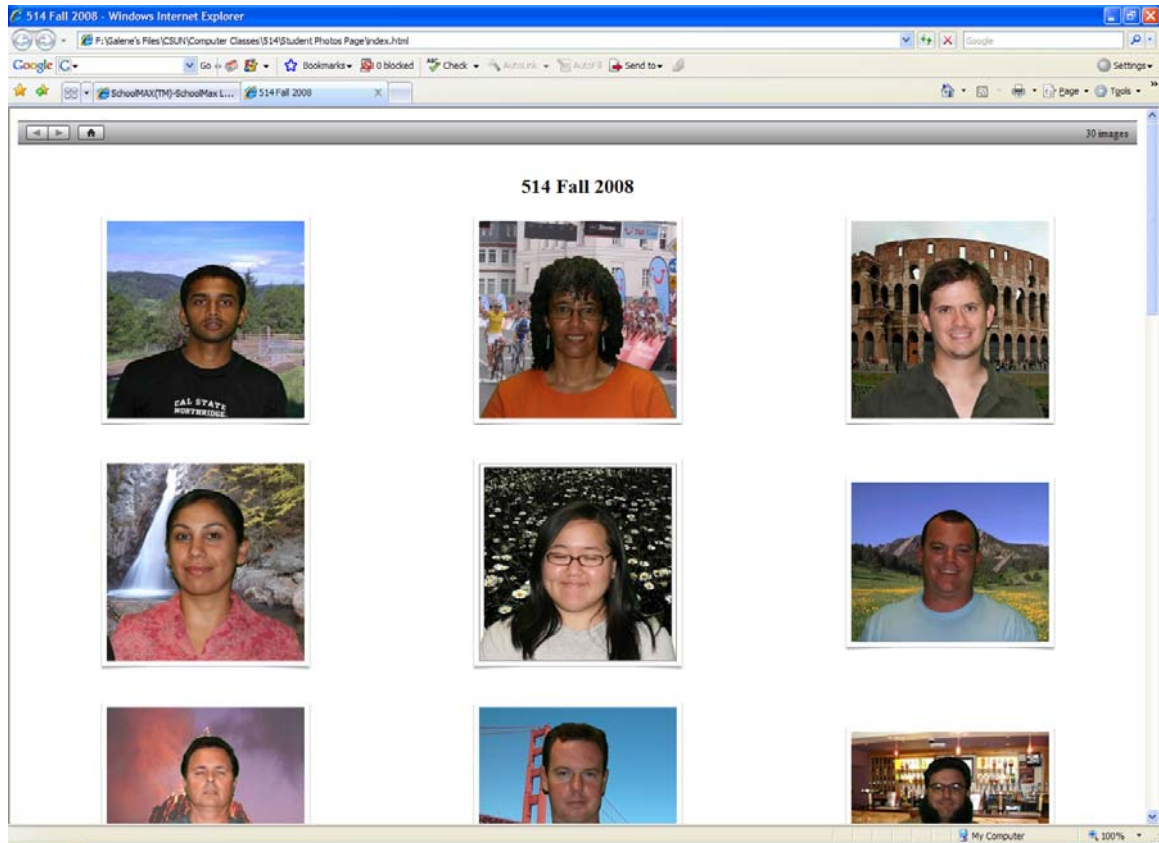 514 Fall 2008 - Windows Internet Explorer
F:\Galene's Files\CSUN\Computer Classes\514\Student Photos Page\index.html
Google
Google
Go
Bookmarks
0 blocked
Check
AutoLink
AutoFill
Send to
Settings
SchoolMAX(TM)-SchoolMax L...
514 Fall 2008
Page
Tools
30 images
514 Fall 2008
CAL STATE
NORTHRIDGE.
My Computer
100%